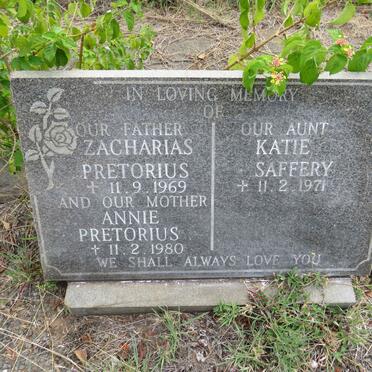 IN LOVING MEMORY
OF
OUR FATHER
ZACHARIAS
PRETORIUS
✝ 11.9.1969
AND OUR MOTHER
ANNIE
PRETORIUS
✝ 11.2.1980
OUR AUNT
KATIE
SAFFERY
✝ 11.2.1971
WE SHALL ALWAYS LOVE YOU